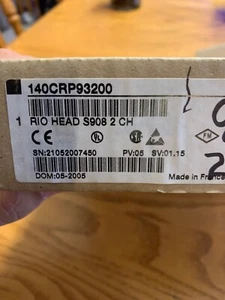 140CRP93200
1 RIO HEAD S908 2 CH
CE UL FM
SN:21052007450 PV:05 SV:01.15
DOM:05-2005 Made in France